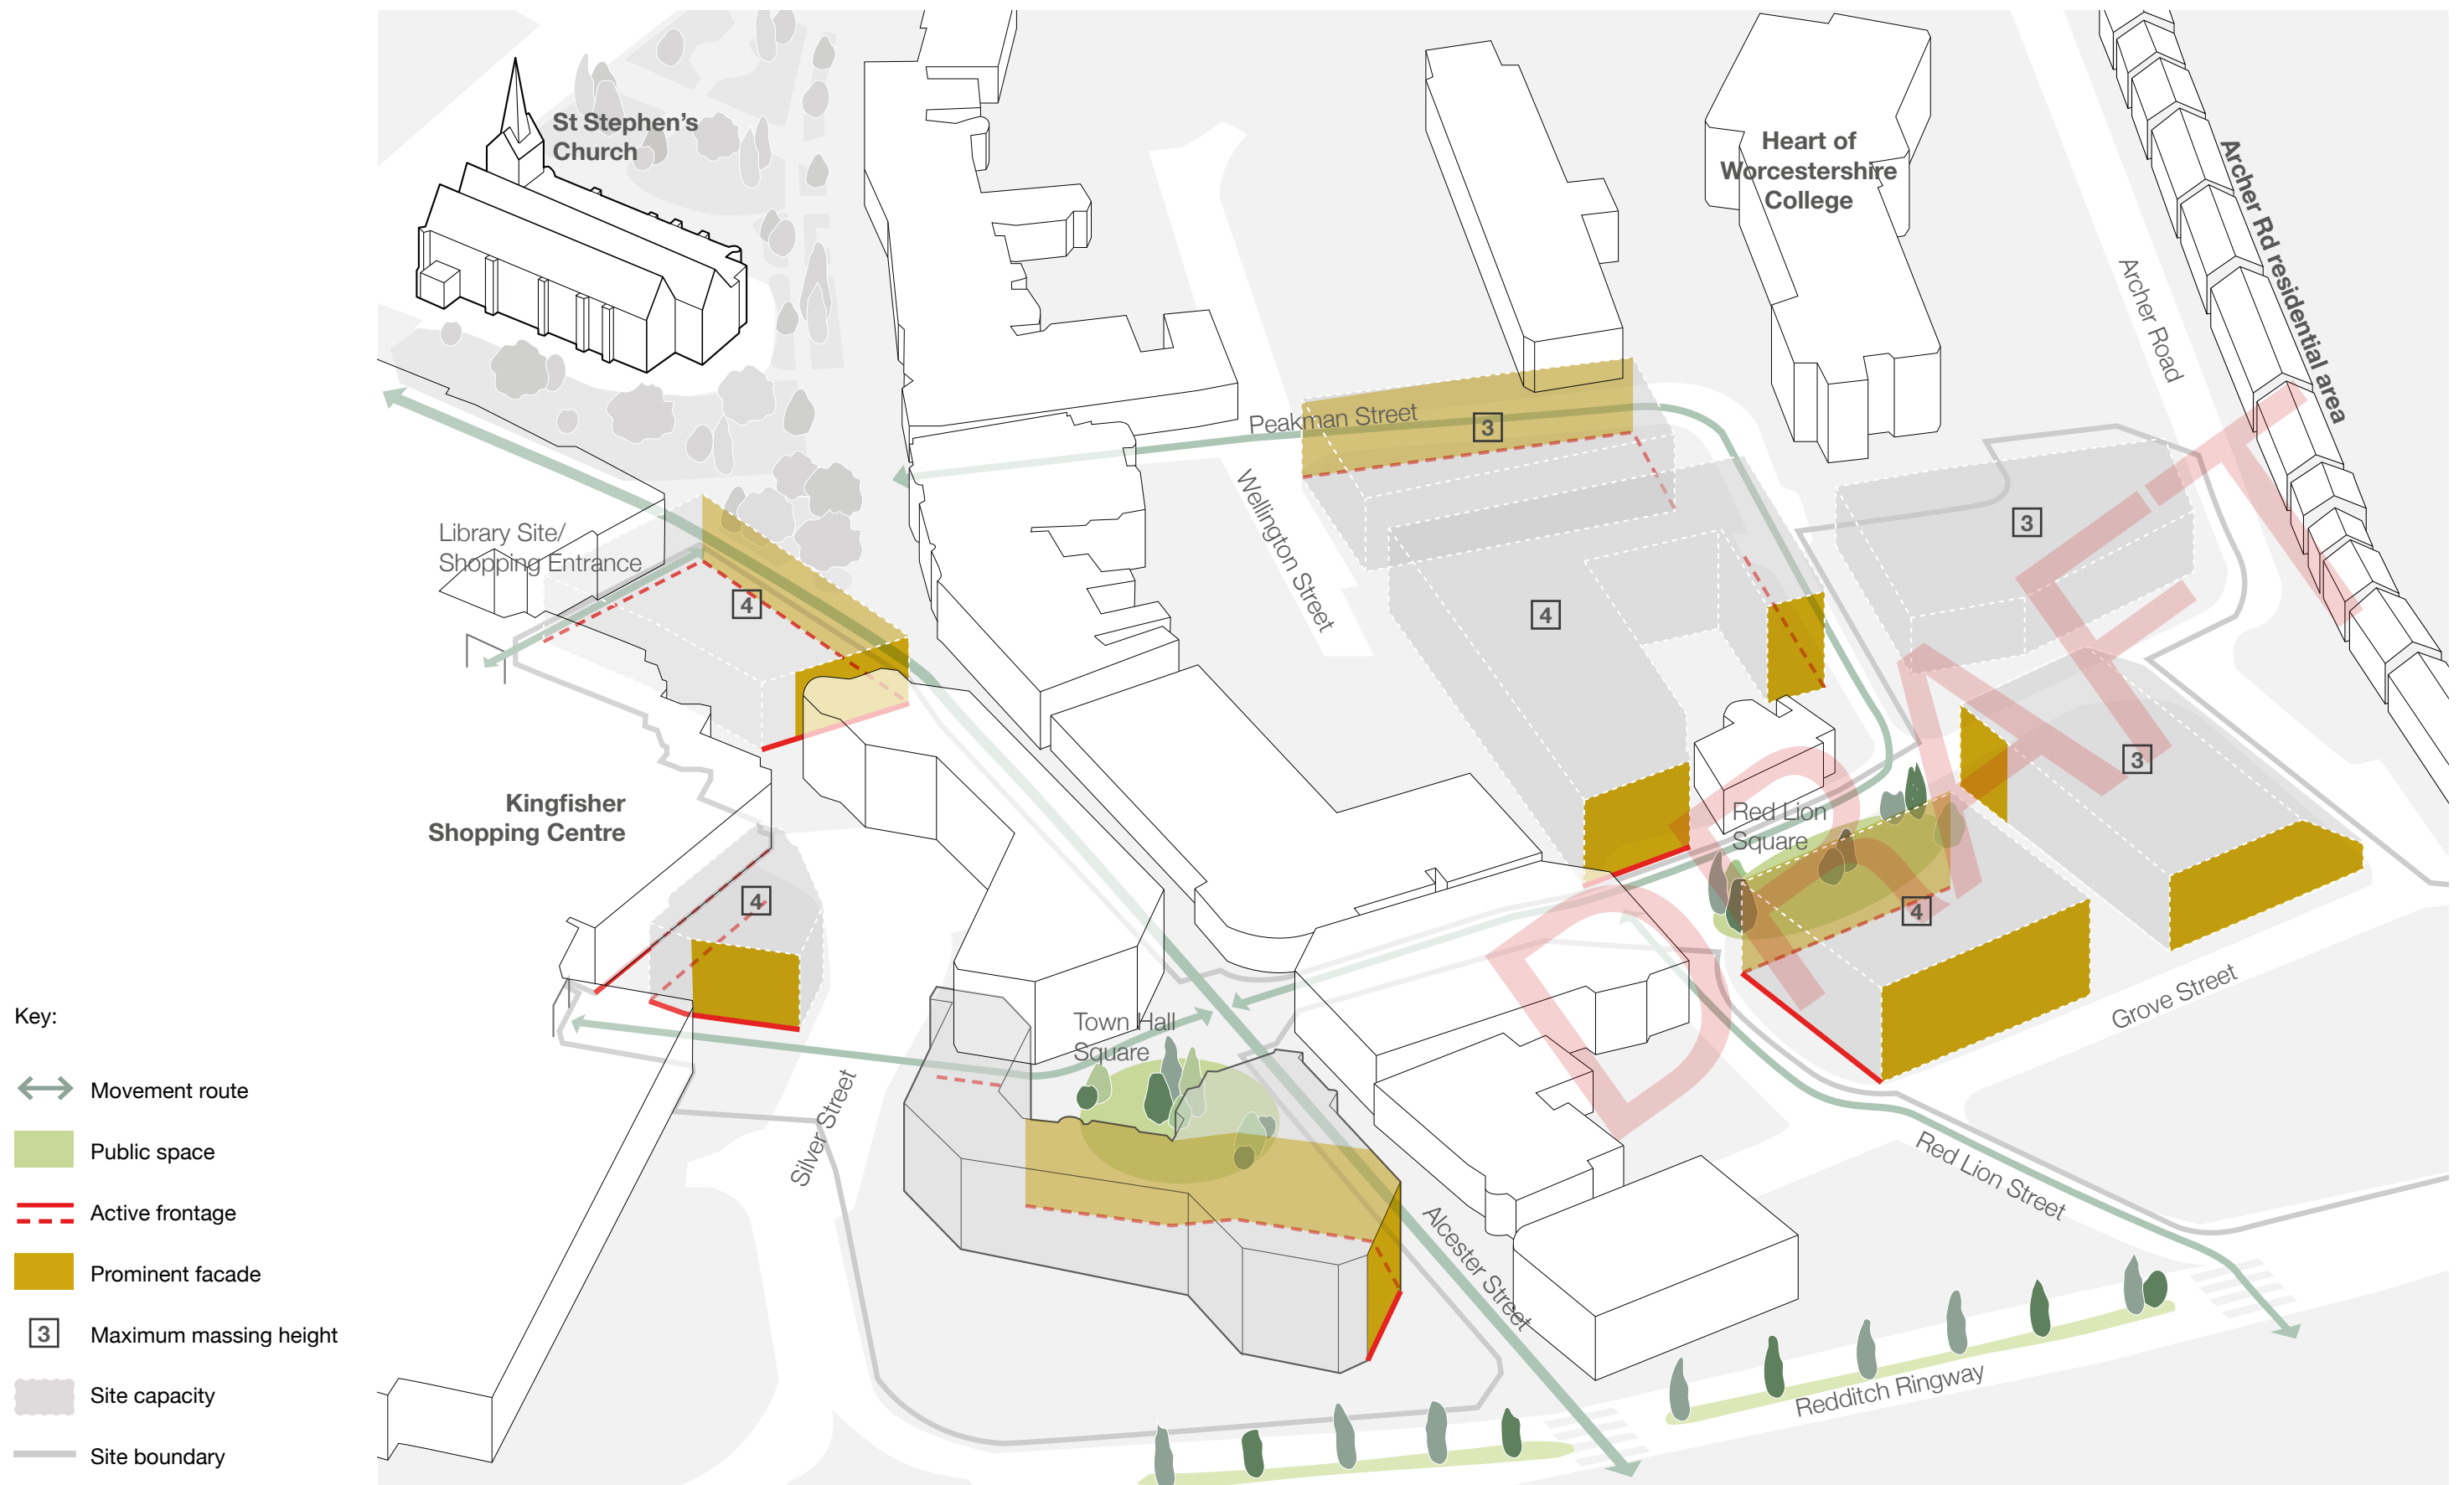 St Stephen's
Church
Heart of
Worcestershire
College
Archer Rd residential area
Archer Road
Peakman Street
3
Wellington Street
Library Site/
Shopping Entrance
4
3
4
Kingfisher
Shopping Centre
Red Lion
Square
3
4
4
Grove Street
Town Hall
Square
Silver Street
Red Lion Street
Alcester Street
Redditch Ringway
DRAFT
Key:
Movement route
Public space
Active frontage
Prominent facade
3 Maximum massing height
Site capacity
Site boundary